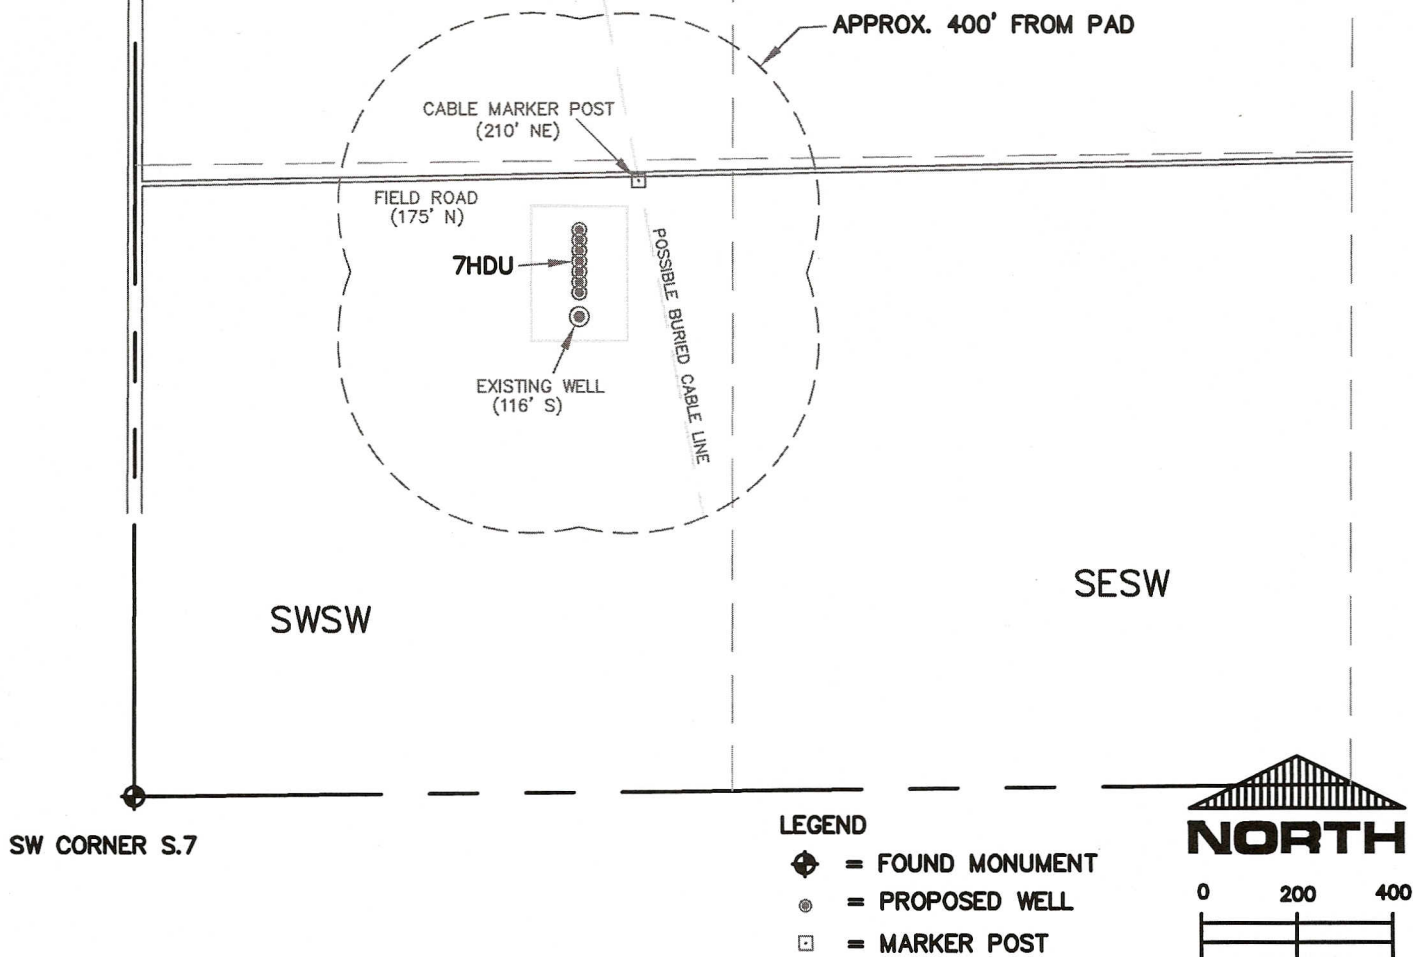 APPROX. 400' FROM PAD
CABLE MARKER POST
(210' NE)
FIELD ROAD
(175' N)
7HDU
POSSIBLE BURIED CABLE LINE
EXISTING WELL
(116' S)
SWSW
SESW
SW CORNER S.7
LEGEND
= FOUND MONUMENT
= PROPOSED WELL
= MARKER POST
NORTH
0 200 400